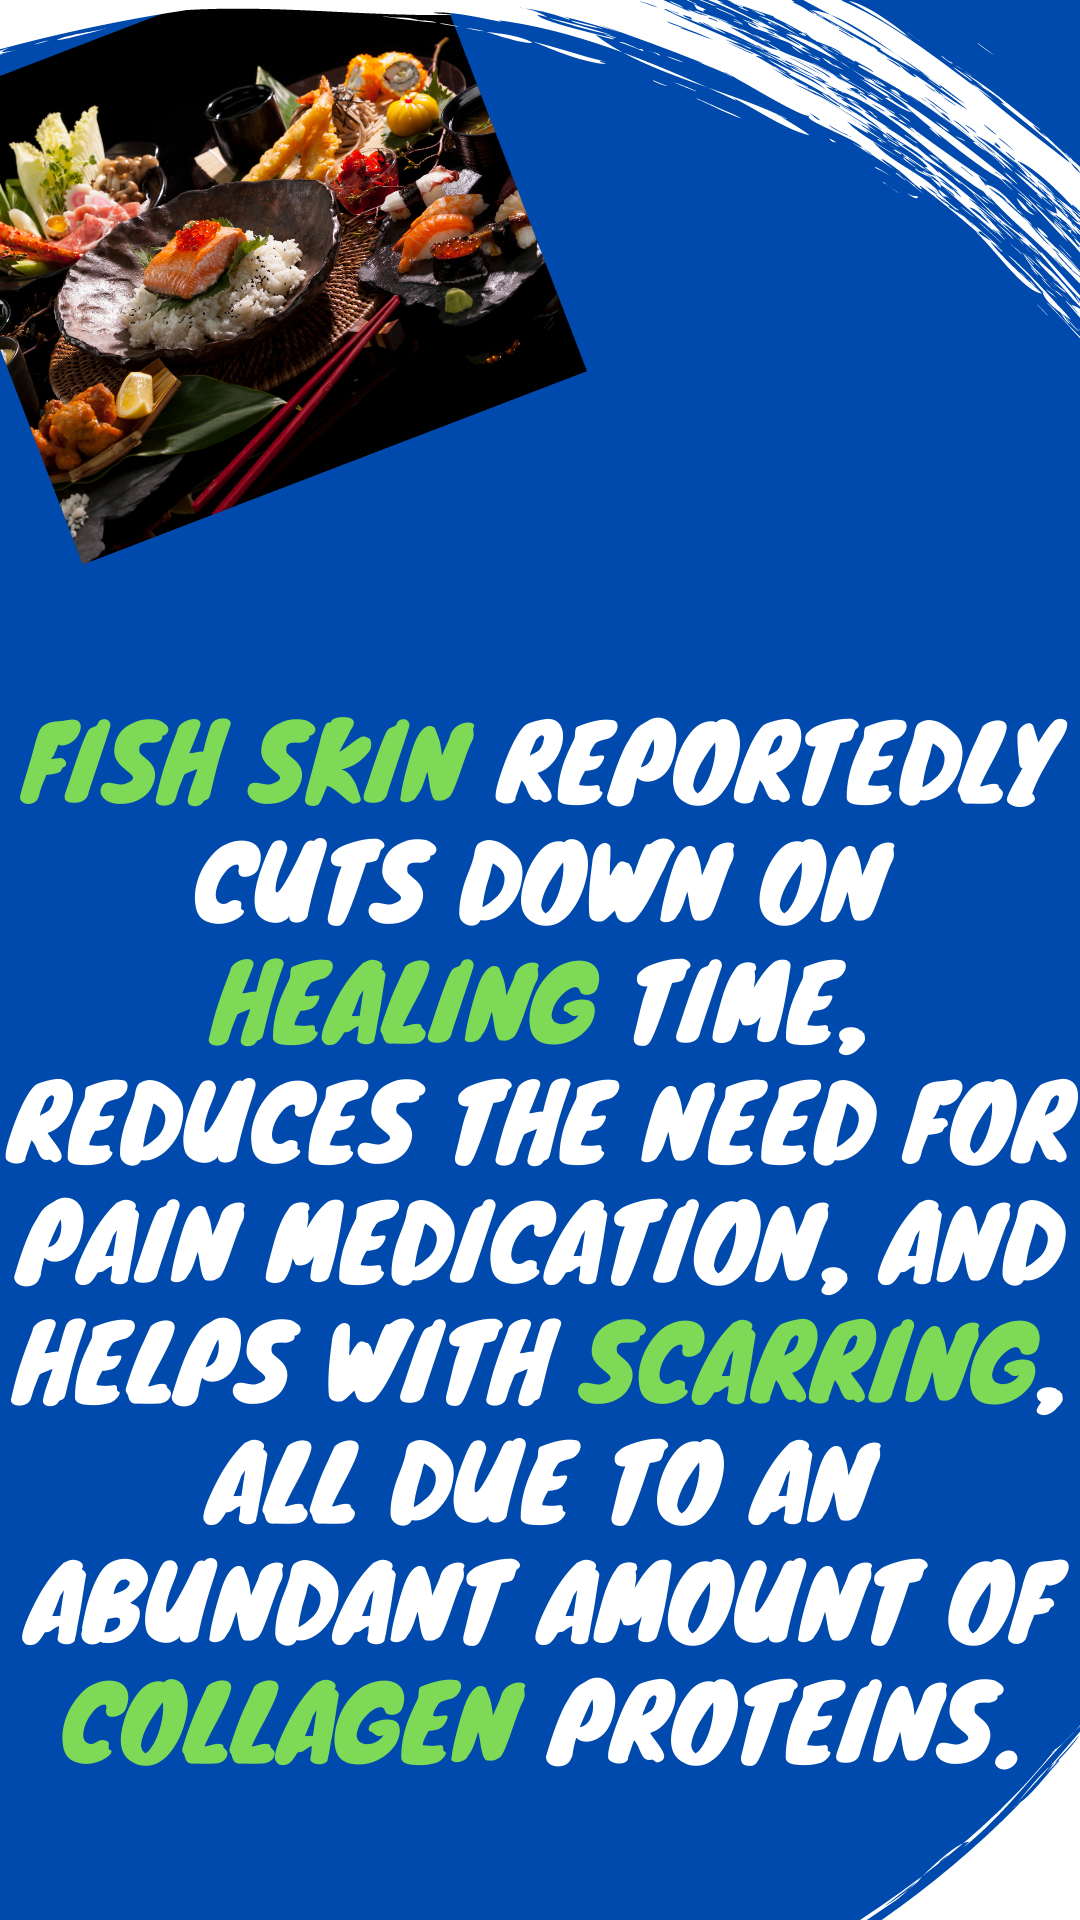 FISH SKIN REPORTEDLY
CUTS DOWN ON
HEALING TIME,
REDUCES THE NEED FOR
PAIN MEDICATION, AND
HELPS WITH SCARRING,
ALL DUE TO AN
ABUNDANT AMOUNT OF
COLLAGEN PROTEINS.